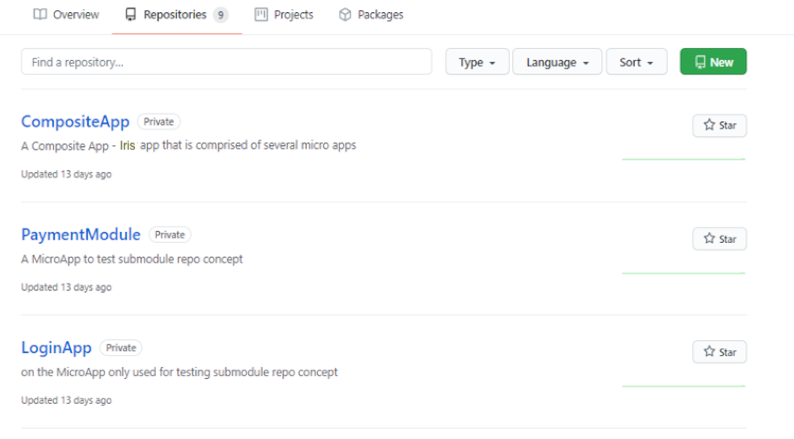 Overview Repositories 9 Projects Packages
Find a repository... Type Language Sort New
CompositeApp Private Star
A Composite App - Iris app that is comprised of several micro apps
Updated 13 days ago
PaymentModule Private Star
A MicroApp to test submodule repo concept
Updated 13 days ago
LoginApp Private Star
on the MicroApp only used for testing submodule repo concept
Updated 13 days ago